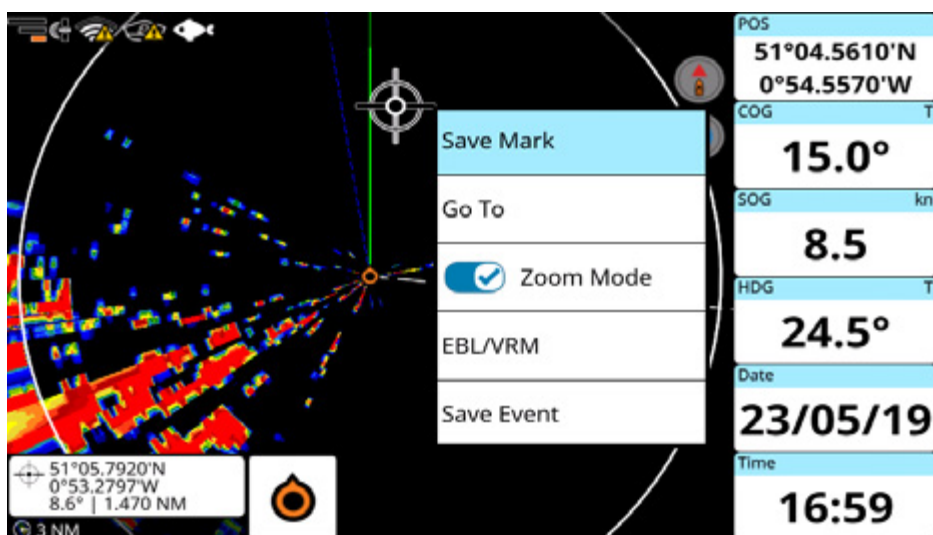 51°05.7920'N
0°53.2797'W
8.6° | 1.470 NM
3 NM
Save Mark
Go To
Zoom Mode
EBL/VRM
Save Event
POS
51°04.5610'N
0°54.5570'W
COG T
15.0°
SOG kn
8.5
HDG T
24.5°
Date
23/05/19
Time
16:59